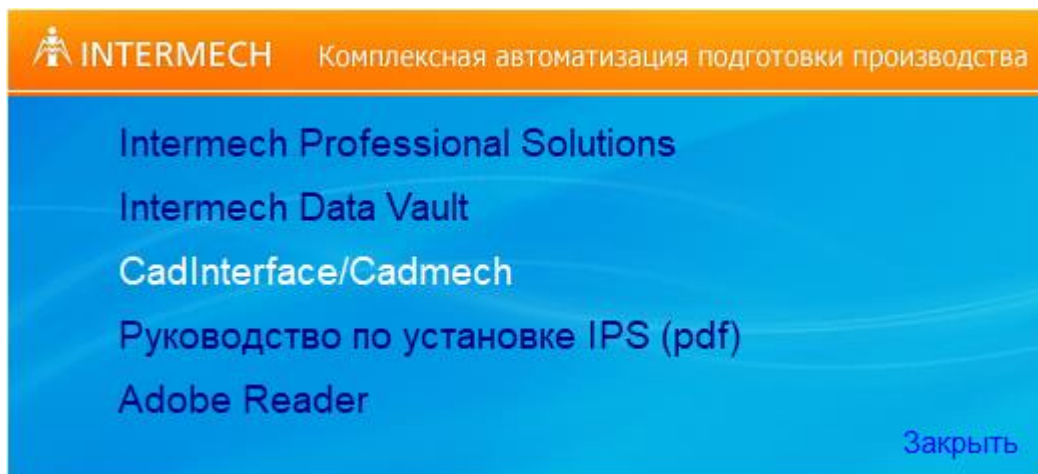 INTERMECH Комплексная автоматизация подготовки производства
Intermech Professional Solutions
Intermech Data Vault
CadInterface/Cadmech
Руководство по установке IPS (pdf)
Adobe Reader
Закрыть